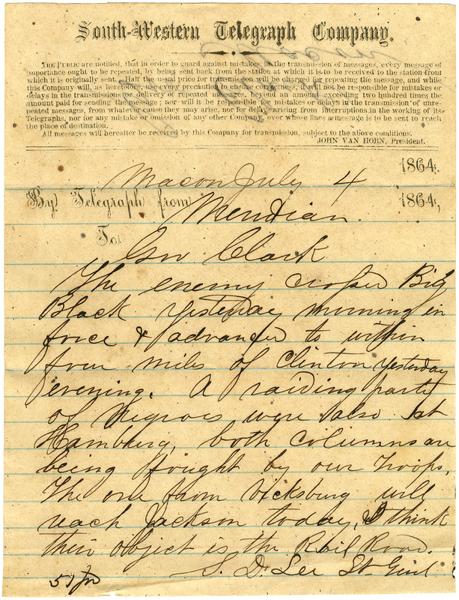 South-Western Telegraph Company.
THE PUBLIC are notified, that in order to guard against mistakes in the transmission of messages, every message of
importance ought to be repeated, by being sent back from the station at which it is to be received to the station from
which it is originally sent. Half the usual price for transmission will be charged for repeating the message, and while
this Company will, as heretofore, use every precaution to ensure correctness, it will not be responsible for mistakes or
delays in the transmission or delivery of repeated messages, beyond an amount exceeding two hundred times the
amount paid for sending the message; nor will it be responsible for mistakes or delays in the transmission of unre-
peated messages, from whatever cause they may arise, nor for delays arising from interruptions in the working of its
Telegraphs, nor for any mistake or omission of any other Company over whose lines a message is to be sent to reach
the place of destination.
All messages will hereafter be received by this Company for transmission, subject to the above conditions.
JOHN VAN HORN, President.
Macon July 4 1864.
By Telegraph from Meridian. 1864,
To Gov Clark
The enemy crossed Big
Black yesterday morning in
force & advanced to within
four miles of Clinton yesterday
evening. A raiding party
of Negroes were also at
Hamburg, both columns are
being fought by our troops.
The one from Vicksburg will
reach Jackson today, I think
their object is the Rail Road.
S. D. Lee Lt Genl